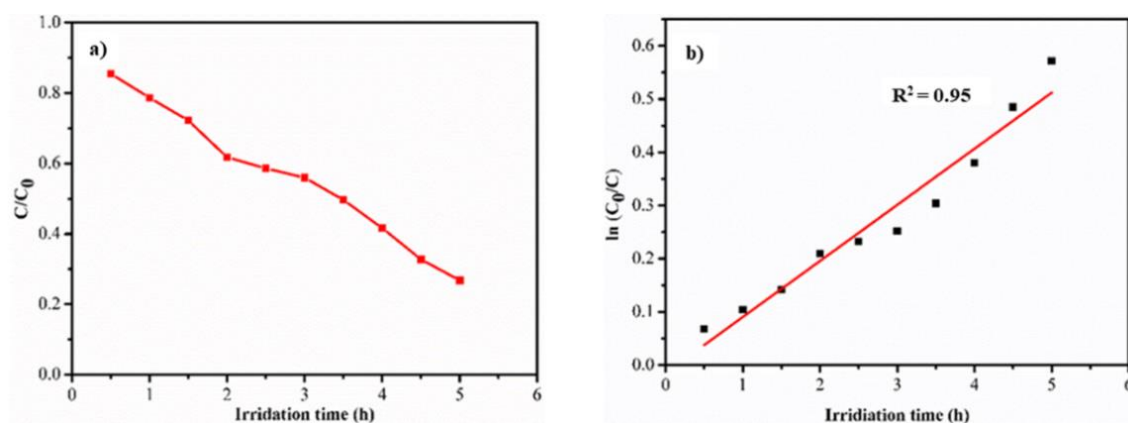 a)
1.0
0.8
0.6
0.4
0.2
0.0
C/C₀
0 1 2 3 4 5 6
Irridation time (h)
b)
R² = 0.95
0.6
0.5
0.4
0.3
0.2
0.1
0.0
ln (C₀/C)
0 1 2 3 4 5 6
Irridiation time (h)